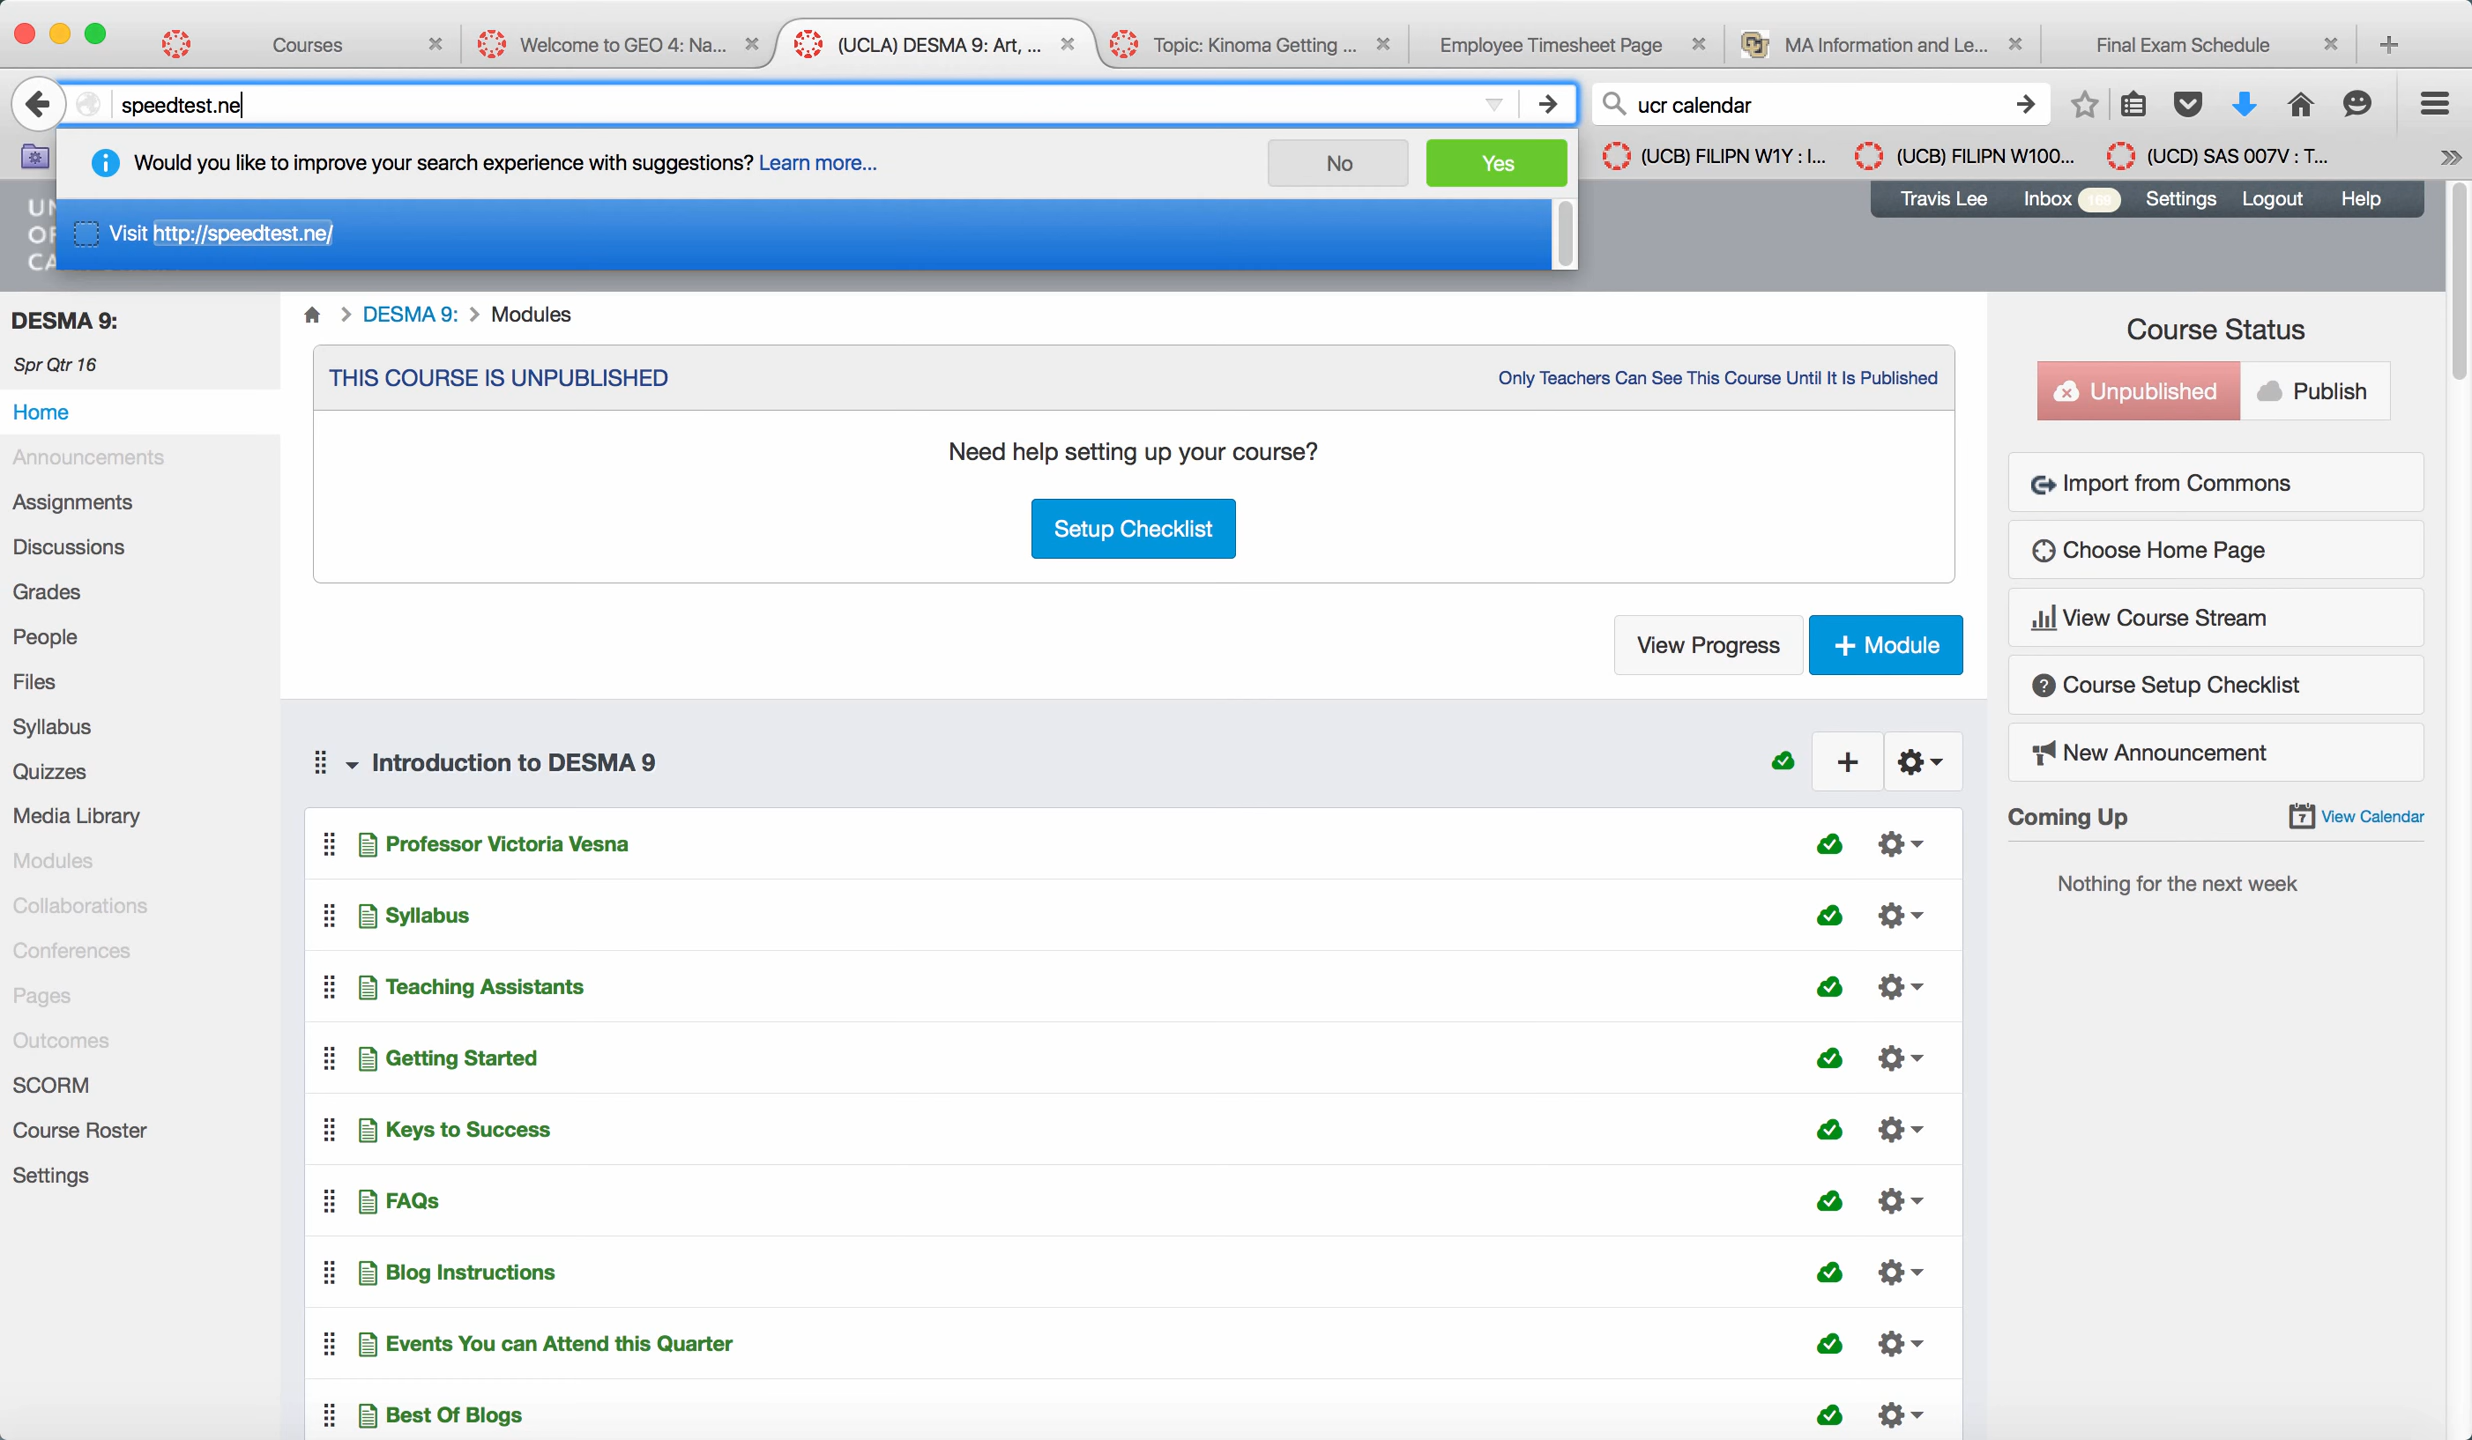 Courses
Welcome to GEO 4: Na...
(UCLA) DESMA 9: Art, ...
Topic: Kinoma Getting ...
Employee Timesheet Page
MA Information and Le...
Final Exam Schedule
speedtest.ne
ucr calendar
Would you like to improve your search experience with suggestions? Learn more...
No
Yes
(UCB) FILIPN W1Y : I...
(UCB) FILIPN W100...
(UCD) SAS 007V : T...
Visit http://speedtest.ne/
UN
OF
CA
Travis Lee
Inbox 169
Settings
Logout
Help
DESMA 9:
Spr Qtr 16
Home
Announcements
Assignments
Discussions
Grades
People
Files
Syllabus
Quizzes
Media Library
Modules
Collaborations
Conferences
Pages
Outcomes
SCORM
Course Roster
Settings
DESMA 9: > Modules
THIS COURSE IS UNPUBLISHED
Only Teachers Can See This Course Until It Is Published
Need help setting up your course?
Setup Checklist
View Progress
+ Module
Introduction to DESMA 9
Professor Victoria Vesna
Syllabus
Teaching Assistants
Getting Started
Keys to Success
FAQs
Blog Instructions
Events You can Attend this Quarter
Best Of Blogs
Course Status
Unpublished
Publish
Import from Commons
Choose Home Page
View Course Stream
Course Setup Checklist
New Announcement
Coming Up
7 View Calendar
Nothing for the next week